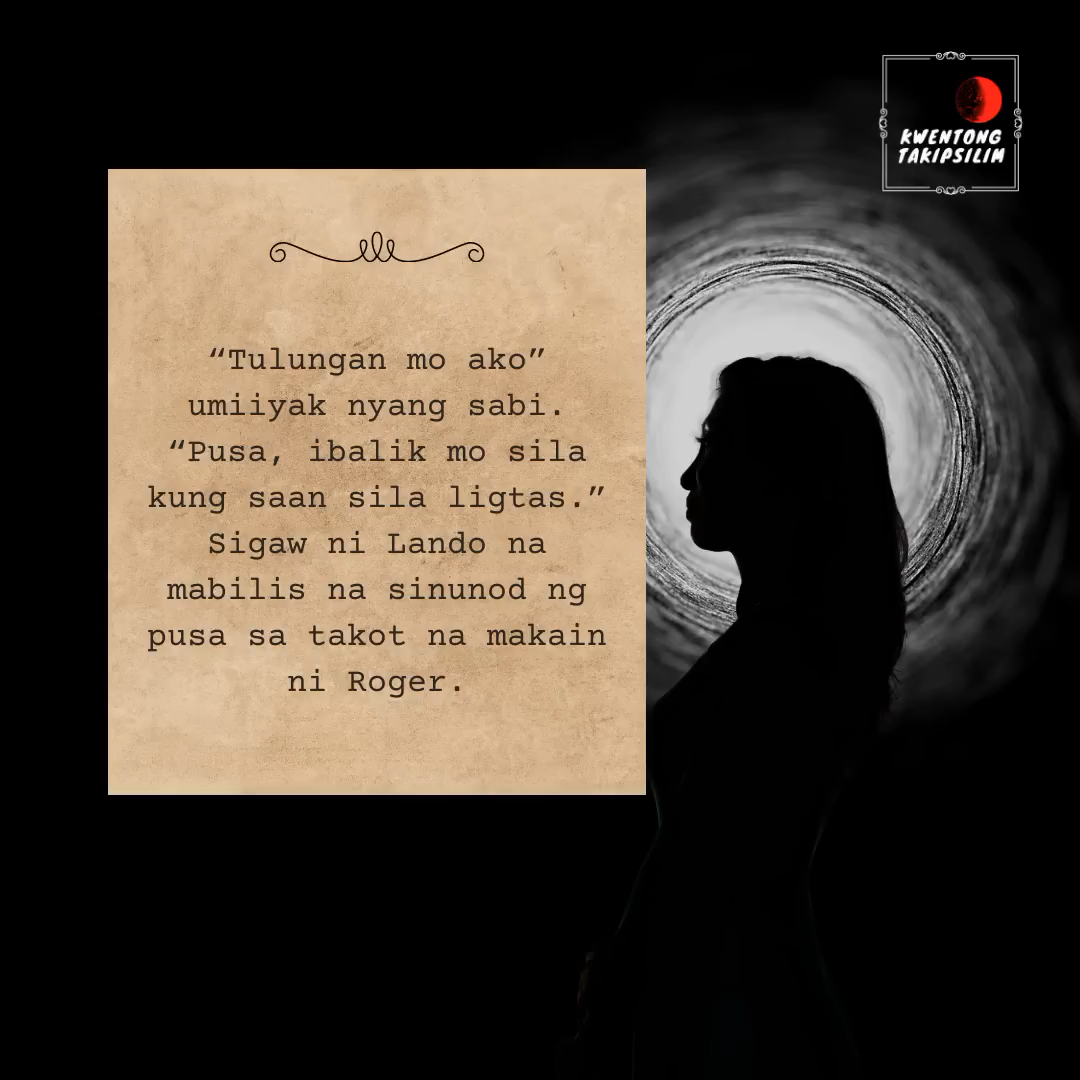 KWENTONG
TAKIPSILIM
“Tulungan mo ako”
umiiyak nyang sabi.
“Pusa, ibalik mo sila
kung saan sila ligtas.”
Sigaw ni Lando na
mabilis na sinunod ng
pusa sa takot na makain
ni Roger.